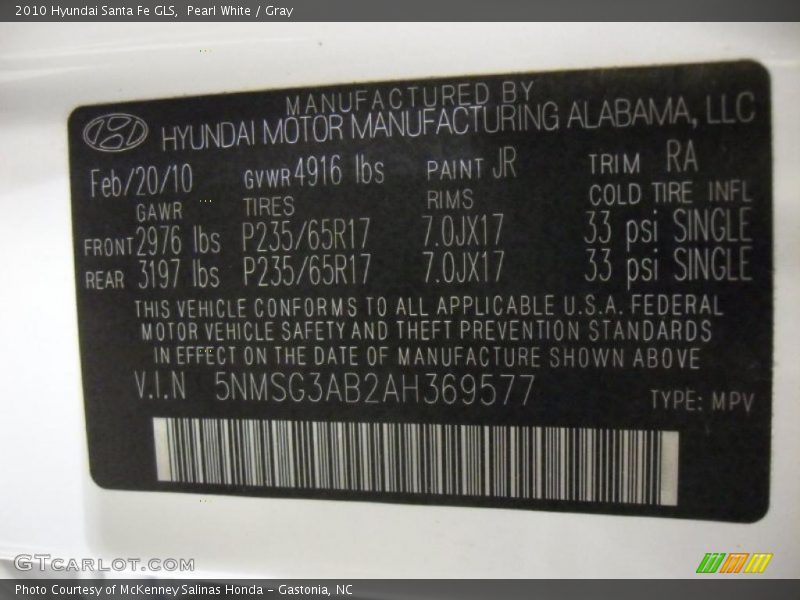 2010 Hyundai Santa Fe GLS,  Pearl White / Gray
MANUFACTURED BY
HYUNDAI MOTOR MANUFACTURING ALABAMA, LLC
Feb/20/10 GVWR 4916 lbs PAINT JR TRIM RA
GAWR TIRES RIMS COLD TIRE INFL
FRONT 2976 lbs P235/65R17 7.0JX17 33 psi SINGLE
REAR 3197 lbs P235/65R17 7.0JX17 33 psi SINGLE
THIS VEHICLE CONFORMS TO ALL APPLICABLE U.S.A. FEDERAL
MOTOR VEHICLE SAFETY AND THEFT PREVENTION STANDARDS
IN EFFECT ON THE DATE OF MANUFACTURE SHOWN ABOVE
V.I.N 5NMSG3AB2AH369577 TYPE: MPV
GTCARLOT.COM
Photo Courtesy of McKenney Salinas Honda - Gastonia, NC